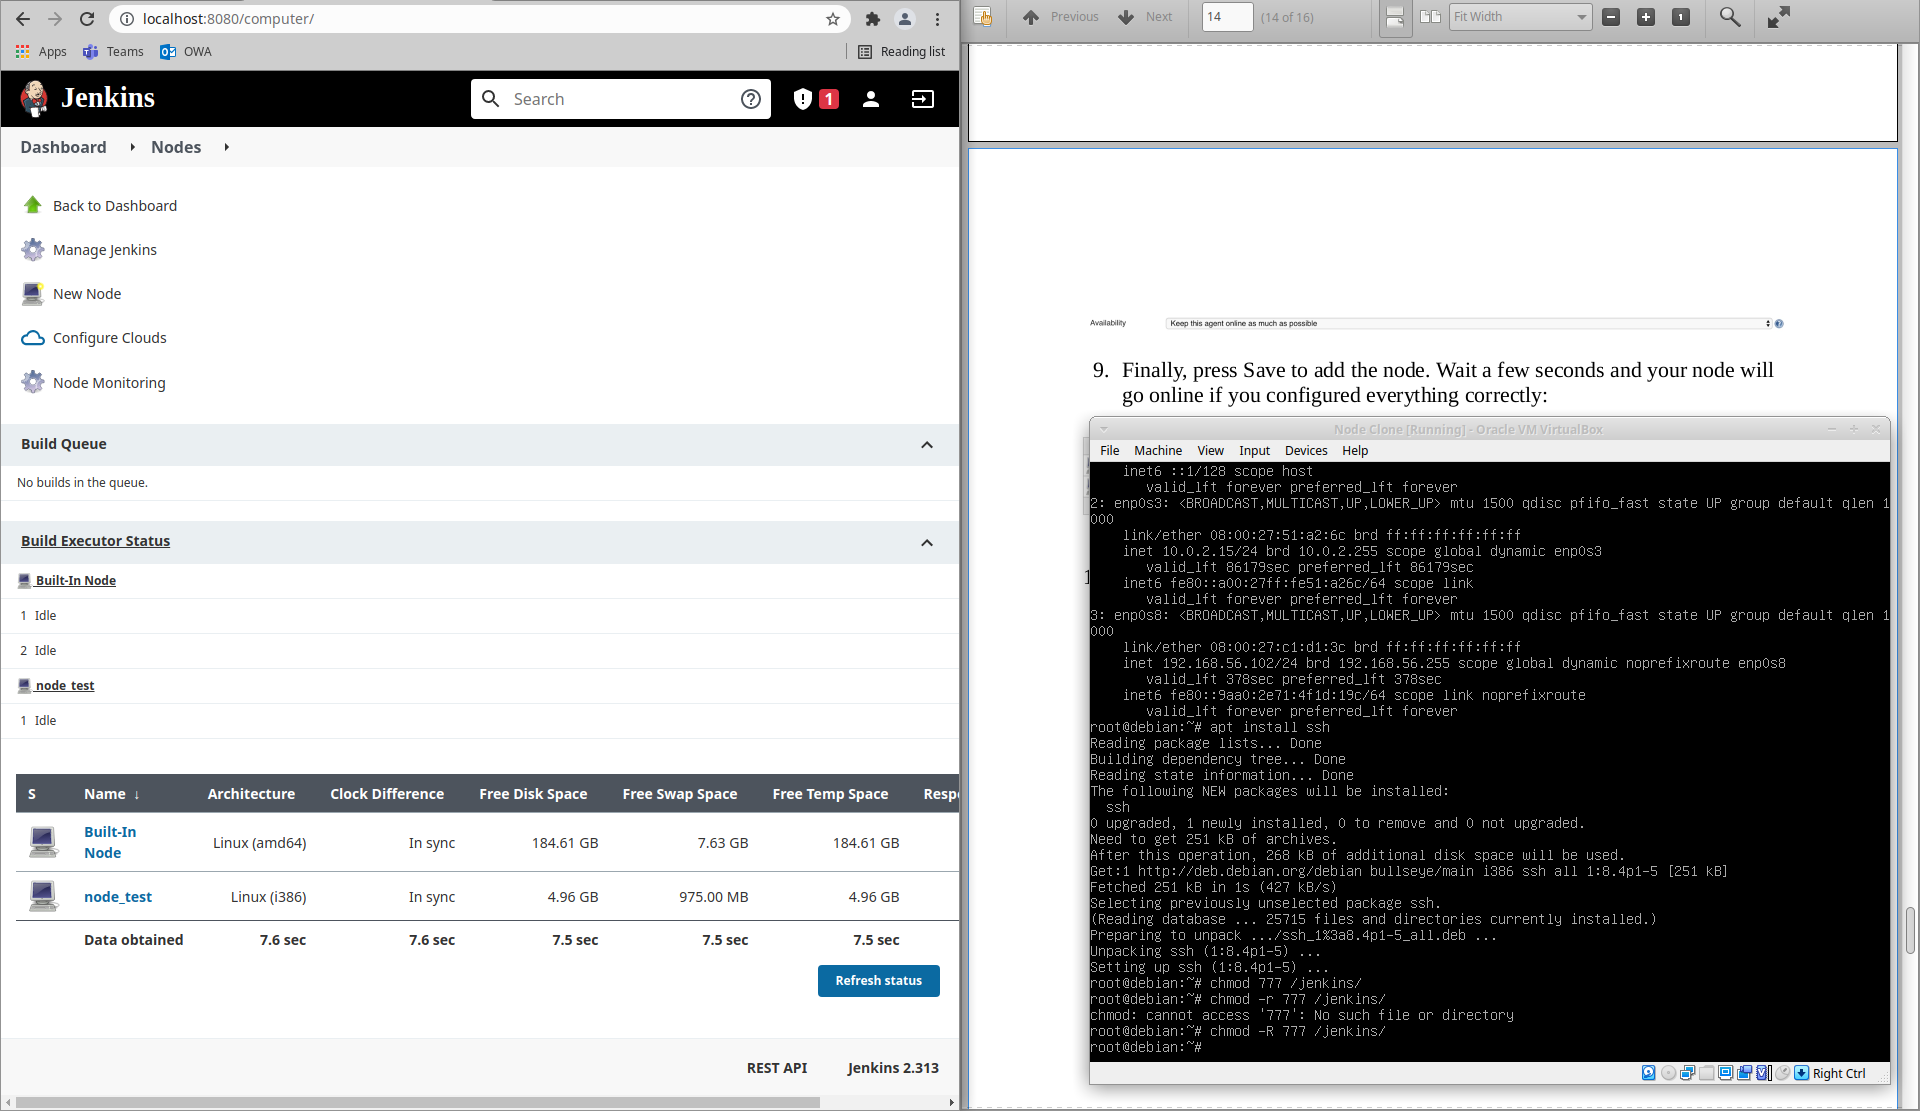 localhost:8080/computer/
Apps
Teams
OWA
Reading list
Jenkins
Search
1
Dashboard
Nodes
Back to Dashboard
Manage Jenkins
New Node
Configure Clouds
Node Monitoring
Build Queue
No builds in the queue.
Build Executor Status
Built-In Node
1 Idle
2 Idle
node_test
1 Idle
S Name ↓ Architecture Clock Difference Free Disk Space Free Swap Space Free Temp Space Resp
Built-In Node Linux (amd64) In sync 184.61 GB 7.63 GB 184.61 GB
node_test Linux (i386) In sync 4.96 GB 975.00 MB 4.96 GB
Data obtained 7.6 sec 7.6 sec 7.5 sec 7.5 sec 7.5 sec
Refresh status
REST API Jenkins 2.313
Previous Next 14 (14 of 16) Fit Width 1
Availability Keep this agent online as much as possible
9. Finally, press Save to add the node. Wait a few seconds and your node will
go online if you configured everything correctly:
Node Clone [Running] - Oracle VM VirtualBox
File Machine View Input Devices Help
inet6 ::1/128 scope host
valid_lft forever preferred_lft forever
2: enp0s3: <BROADCAST,MULTICAST,UP,LOWER_UP> mtu 1500 qdisc pfifo_fast state UP group default qlen 1
000
link/ether 08:00:27:51:a2:6c brd ff:ff:ff:ff:ff:ff
inet 10.0.2.15/24 brd 10.0.2.255 scope global dynamic enp0s3
valid_lft 86179sec preferred_lft 86179sec
inet6 fe80::a00:27ff:fe51:a26c/64 scope link
valid_lft forever preferred_lft forever
3: enp0s8: <BROADCAST,MULTICAST,UP,LOWER_UP> mtu 1500 qdisc pfifo_fast state UP group default qlen 1
000
link/ether 08:00:27:c1:d1:3c brd ff:ff:ff:ff:ff:ff
inet 192.168.56.102/24 brd 192.168.56.255 scope global dynamic noprefixroute enp0s8
valid_lft 378sec preferred_lft 378sec
inet6 fe80::9aa0:2e71:4f1d:19c/64 scope link noprefixroute
valid_lft forever preferred_lft forever
root@debian:~# apt install ssh
Reading package lists... Done
Building dependency tree... Done
Reading state information... Done
The following NEW packages will be installed:
ssh
0 upgraded, 1 newly installed, 0 to remove and 0 not upgraded.
Need to get 251 kB of archives.
After this operation, 268 kB of additional disk space will be used.
Get:1 http://deb.debian.org/debian bullseye/main i386 ssh all 1:8.4p1-5 [251 kB]
Fetched 251 kB in 1s (427 kB/s)
Selecting previously unselected package ssh.
(Reading database ... 25715 files and directories currently installed.)
Preparing to unpack .../ssh_1%3a8.4p1-5_all.deb ...
Unpacking ssh (1:8.4p1-5) ...
Setting up ssh (1:8.4p1-5) ...
root@debian:~# chmod 777 /jenkins/
root@debian:~# chmod -r 777 /jenkins/
chmod: cannot access '777': No such file or directory
root@debian:~# chmod -R 777 /jenkins/
root@debian:~#
Right Ctrl